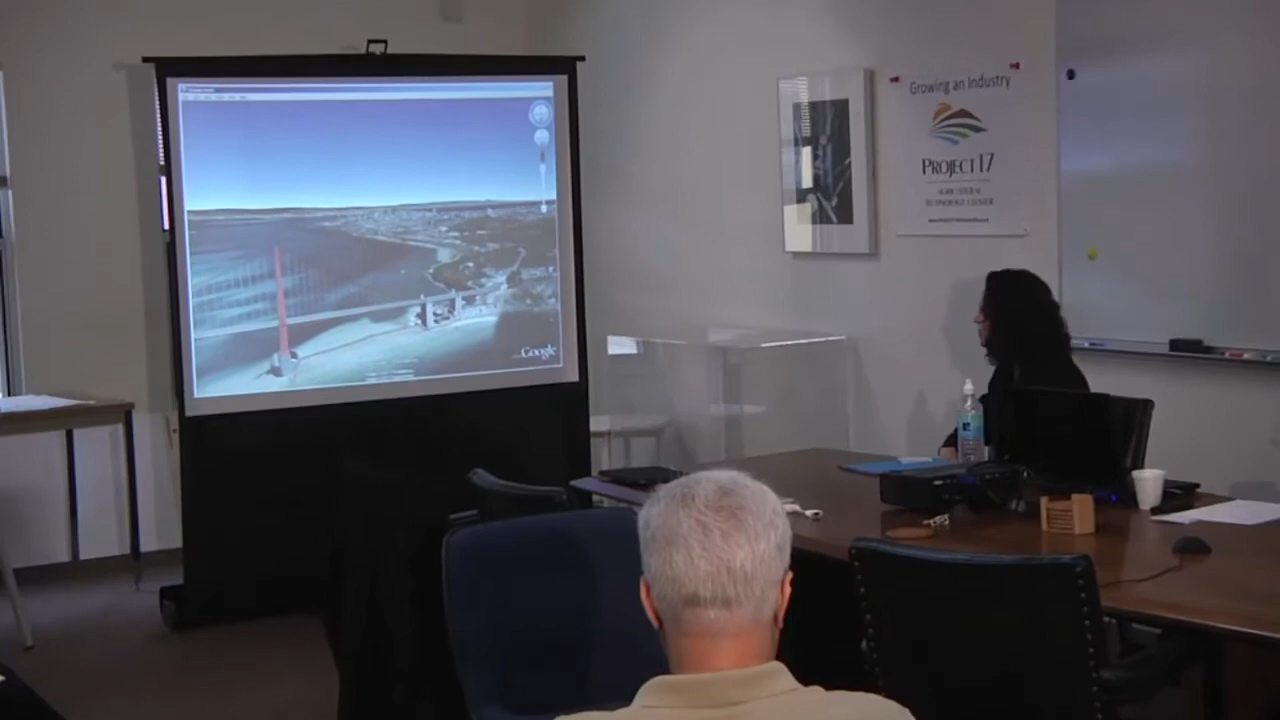 Google
Growing an Industry
PROJECT 17
AGRICULTURAL
TECHNOLOGY CENTER